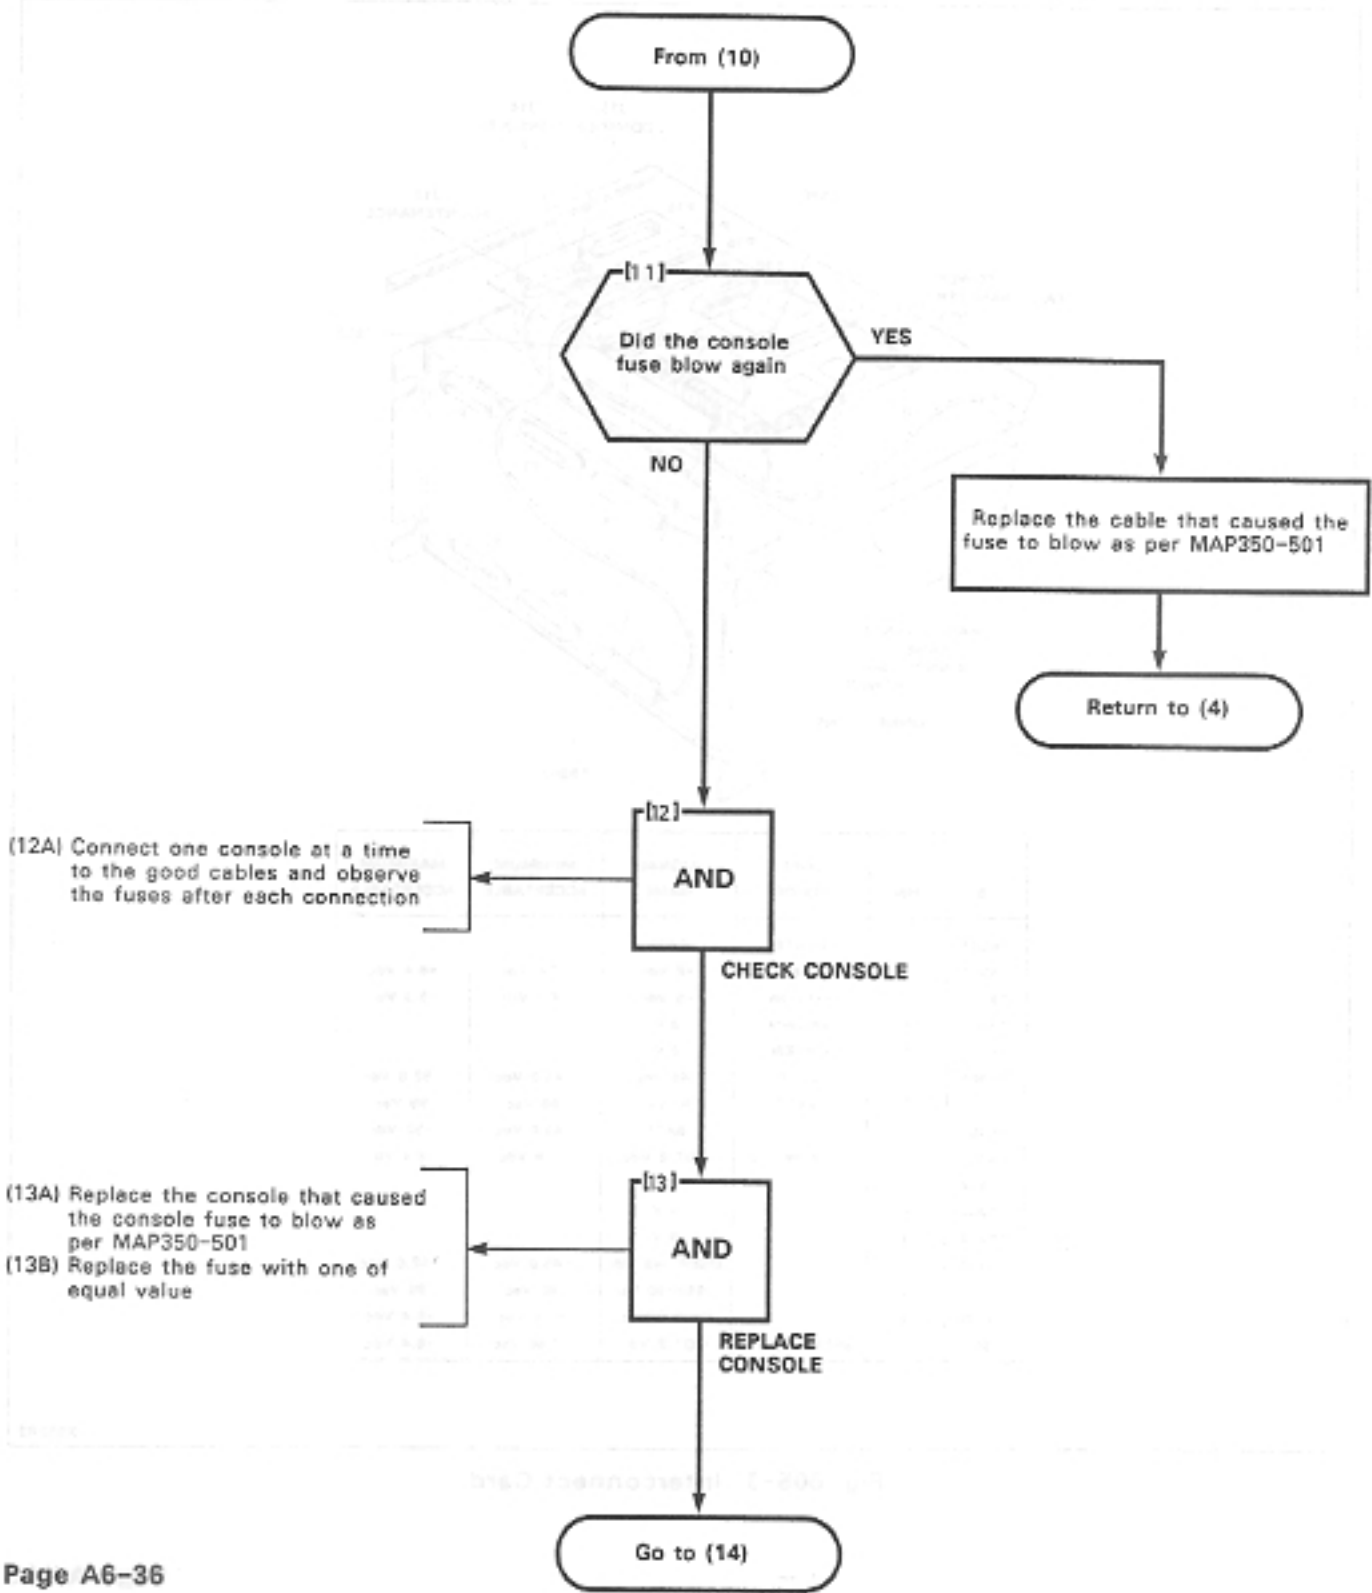 From (10)
[11]
Did the console
fuse blow again
YES
NO
Replace the cable that caused the
fuse to blow as per MAP350-501
Return to (4)
[12]
AND
(12A) Connect one console at a time
to the good cables and observe
the fuses after each connection
CHECK CONSOLE
[13]
AND
(13A) Replace the console that caused
the console fuse to blow as
per MAP350-501
(13B) Replace the fuse with one of
equal value
REPLACE
CONSOLE
Go to (14)
Page A6-36